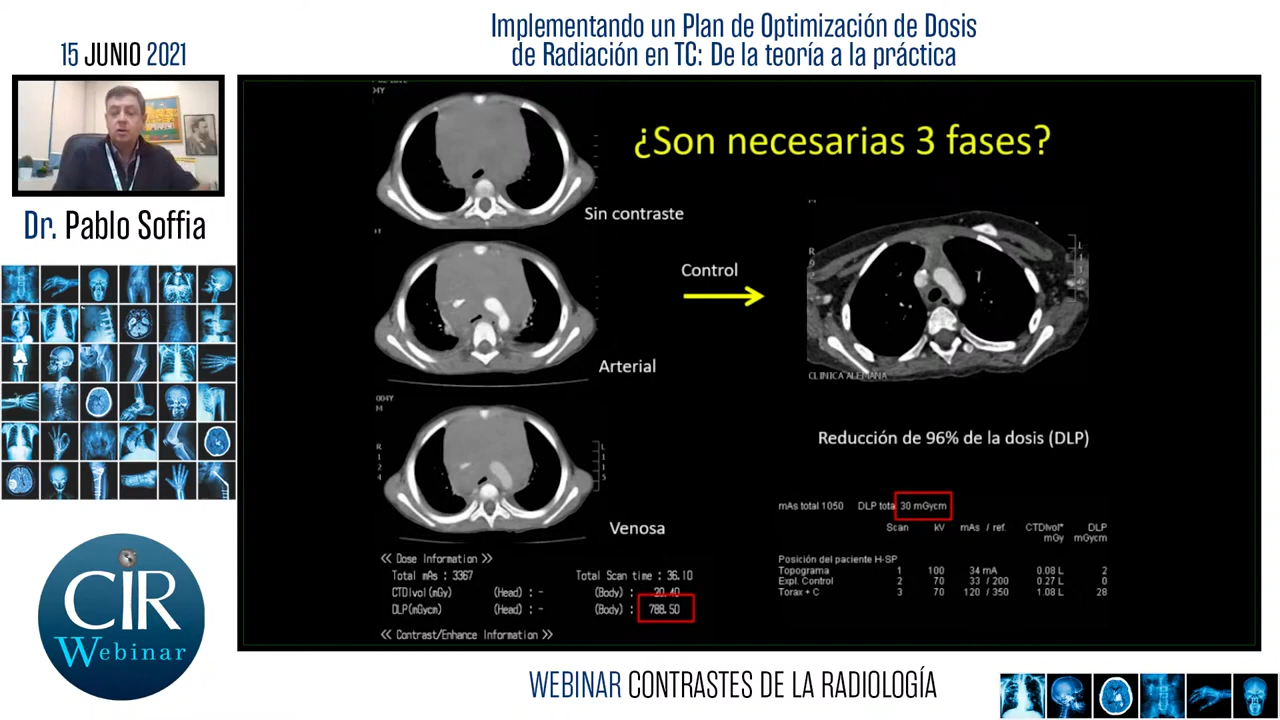 Implementando un Plan de Optimización de Dosis
de Radiación en TC: De la teoría a la práctica
15 JUNIO 2021
Dr. Pablo Soffia
¿Son necesarias 3 fases?
Sin contraste
Arterial
Venosa
Control
CLINICA ALEMANA
Reducción de 96% de la dosis (DLP)
<< Dose Information >>
Total mAs : 3367 Total Scan time : 36.10
CTDIvol(mGy) (Head) : - (Body) : 20.40
DLP(mGycm) (Head) : - (Body) : 788.50
<< Contrast/Enhance Information >>
mAs total 1050 DLP total 30 mGycm
Scan kV mAs / ref. CTDIvol* DLP
mGy mGycm
Posición del paciente H-SP
Topograma 1 100 34 mA 0.08 L 2
Expl. Control 2 70 33 / 200 0.27 L 0
Torax + C 3 70 120 / 350 1.08 L 28
CIR
Webinar
WEBINAR CONTRASTES DE LA RADIOLOGÍA